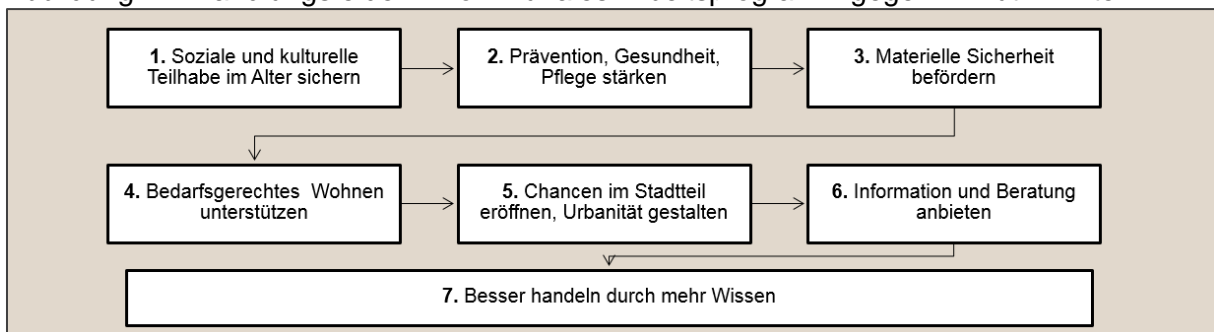 1. Soziale und kulturelle
Teilhabe im Alter sichern
2. Prävention, Gesundheit,
Pflege stärken
3. Materielle Sicherheit
befördern
4. Bedarfsgerechtes Wohnen
unterstützen
5. Chancen im Stadtteil
eröffnen, Urbanität gestalten
6. Information und Beratung
anbieten
7. Besser handeln durch mehr Wissen